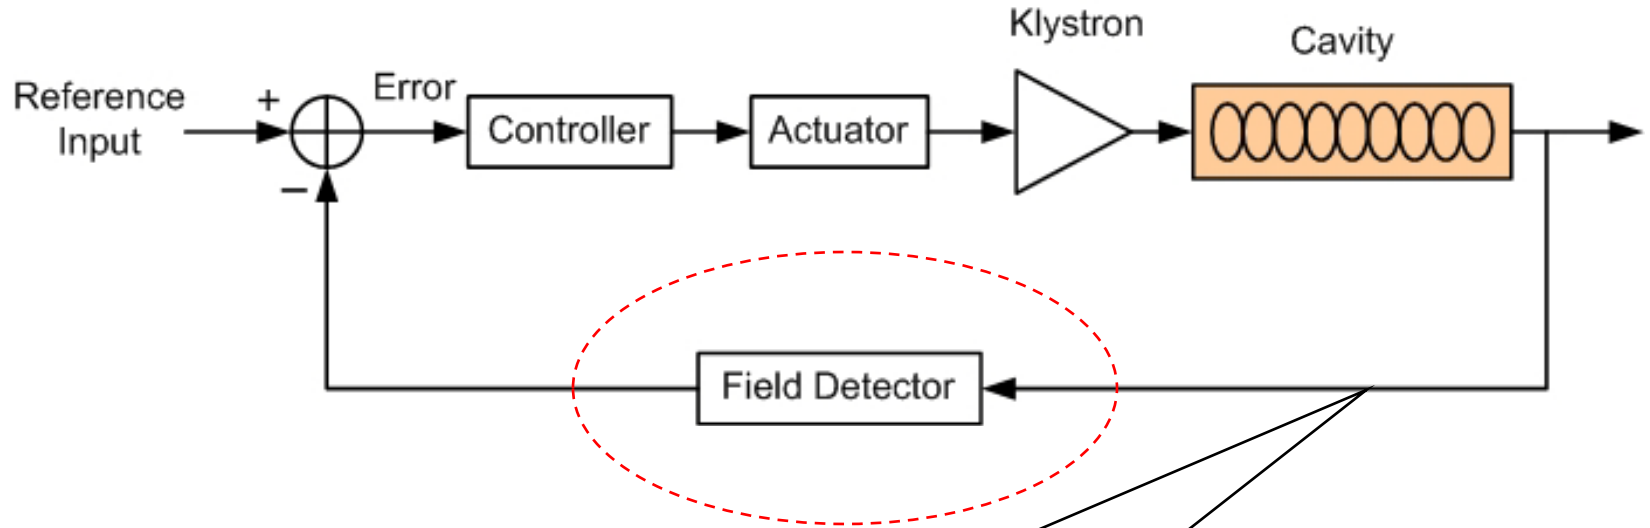 Klystron
Cavity
Reference
Input
+
Error
Controller
Actuator
−
Field Detector